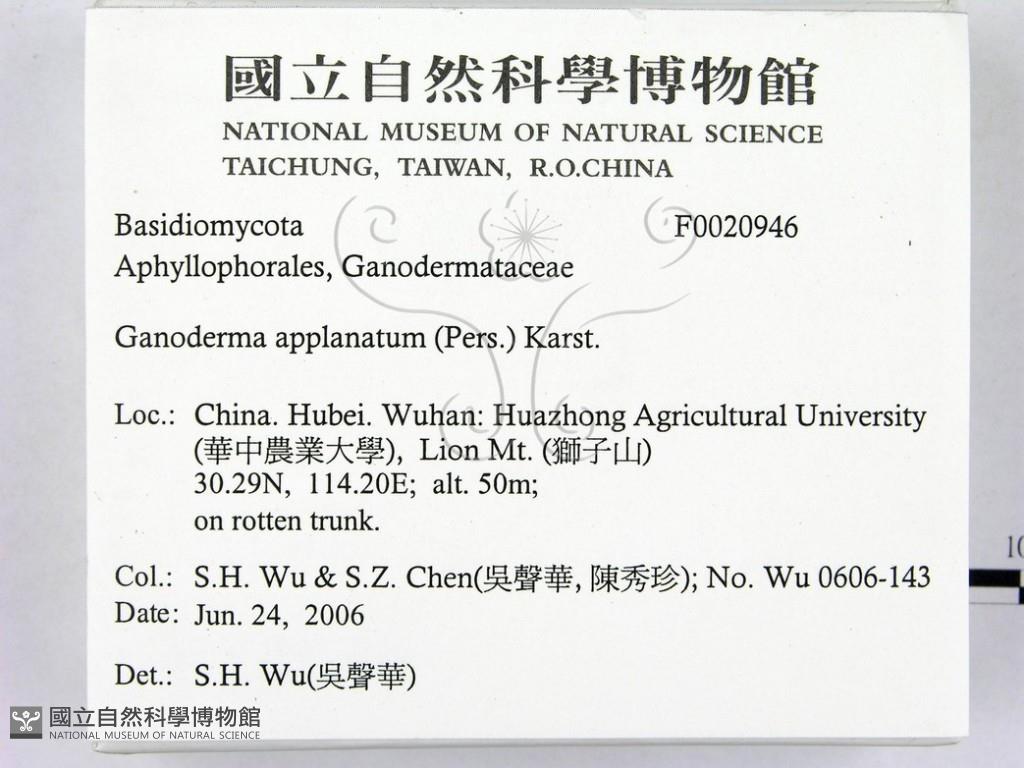 國立自然科學博物館
NATIONAL MUSEUM OF NATURAL SCIENCE
TAICHUNG, TAIWAN, R.O.CHINA
Basidiomycota F0020946
Aphyllophorales, Ganodermataceae
Ganoderma applanatum (Pers.) Karst.
Loc.: China. Hubei. Wuhan: Huazhong Agricultural University
(華中農業大學), Lion Mt. (獅子山)
30.29N, 114.20E; alt. 50m;
on rotten trunk.
Col.: S.H. Wu & S.Z. Chen(吳聲華, 陳秀珍); No. Wu 0606-143
Date: Jun. 24, 2006
Det.: S.H. Wu(吳聲華)
10
國立自然科學博物館
NATIONAL MUSEUM OF NATURAL SCIENCE